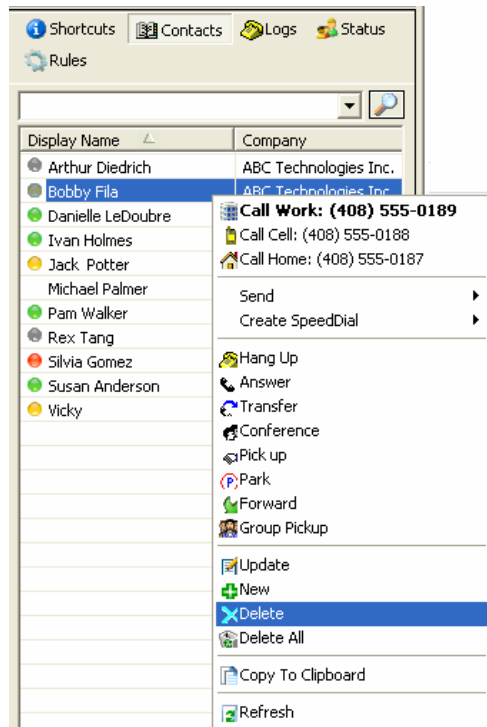 Shortcuts Contacts Logs Status
Rules
Display Name Company
Arthur Diedrich ABC Technologies Inc.
Bobby Fila ABC Technologies Inc.
Danielle LeDoubre Call Work: (408) 555-0189
Ivan Holmes Call Cell: (408) 555-0188
Jack Potter Call Home: (408) 555-0187
Michael Palmer Send
Pam Walker Create SpeedDial
Rex Tang
Silvia Gomez Hang Up
Susan Anderson Answer
Vicky Transfer
Conference
Pick up
Park
Forward
Group Pickup
Update
New
Delete
Delete All
Copy To Clipboard
Refresh